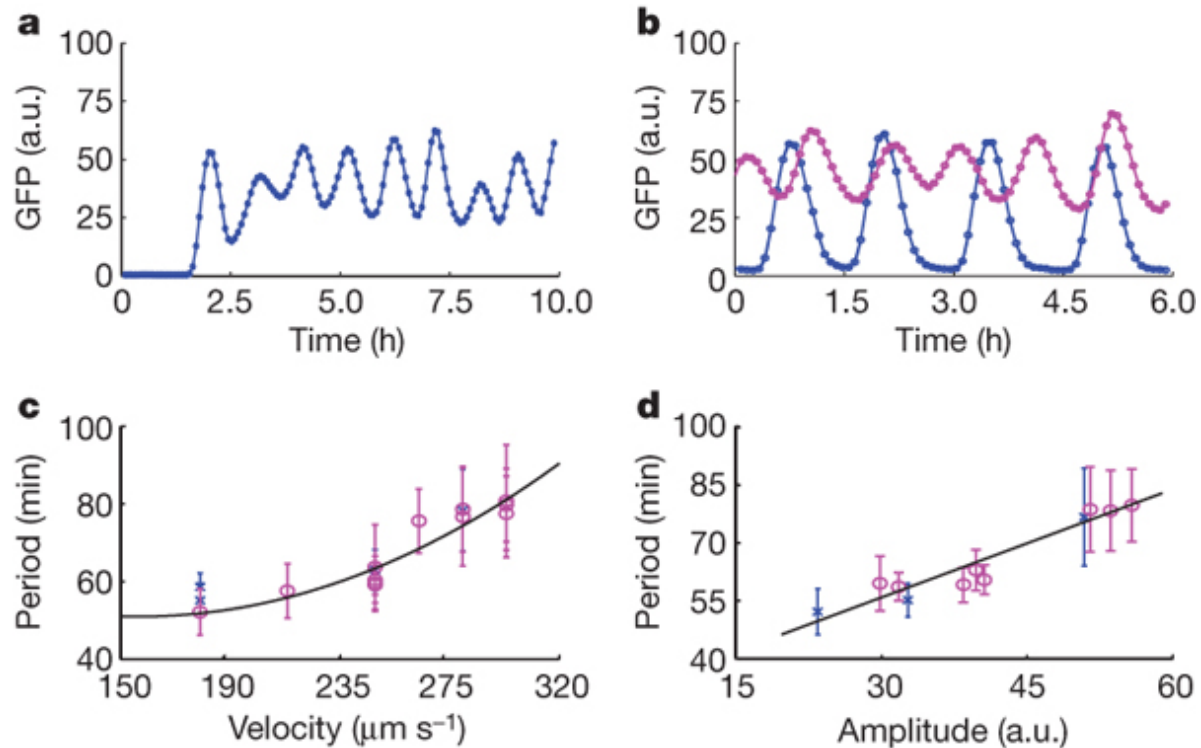 a
100
75
50
25
0
GFP (a.u.)
0 2.5 5.0 7.5 10.0
Time (h)
b
100
75
50
25
0
GFP (a.u.)
0 1.5 3.0 4.5 6.0
Time (h)
c
100
80
60
40
Period (min)
150 190 235 275 320
Velocity (μm s⁻¹)
d
100
85
70
55
40
Period (min)
15 30 45 60
Amplitude (a.u.)